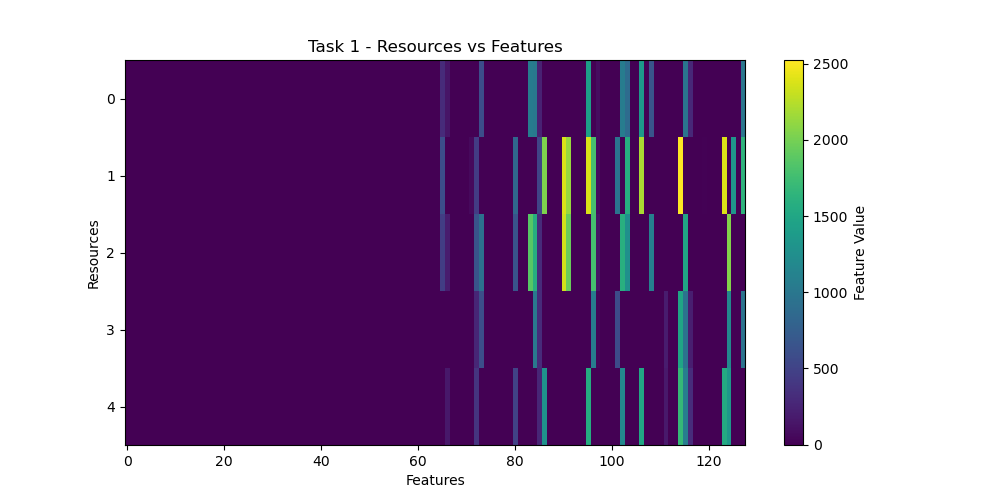 Task 1 - Resources vs Features
0
1
2
3
4
Resources
0 20 40 60 80 100 120
Features
2500
2000
1500
1000
500
0
Feature Value